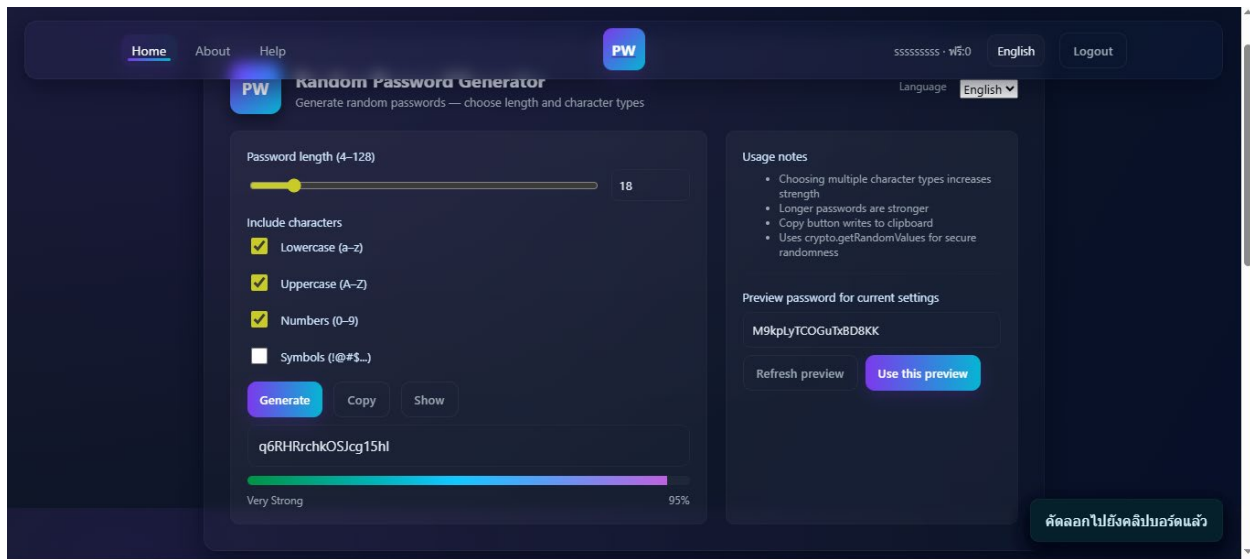 Home About Help PW sssssssss · ฟรี:0 English Logout
PW Random Password Generator
Generate random passwords — choose length and character types
Language English
Password length (4–128)
18
Include characters
Lowercase (a–z)
Uppercase (A–Z)
Numbers (0–9)
Symbols (!@#$...)
Generate Copy Show
q6RHRrchkOSJcg15hl
Very Strong 95%
Usage notes
• Choosing multiple character types increases
strength
• Longer passwords are stronger
• Copy button writes to clipboard
• Uses crypto.getRandomValues for secure
randomness
Preview password for current settings
M9kpLyTCOGuTxBD8KK
Refresh preview Use this preview
คัดลอกไปยังคลิปบอร์ดแล้ว